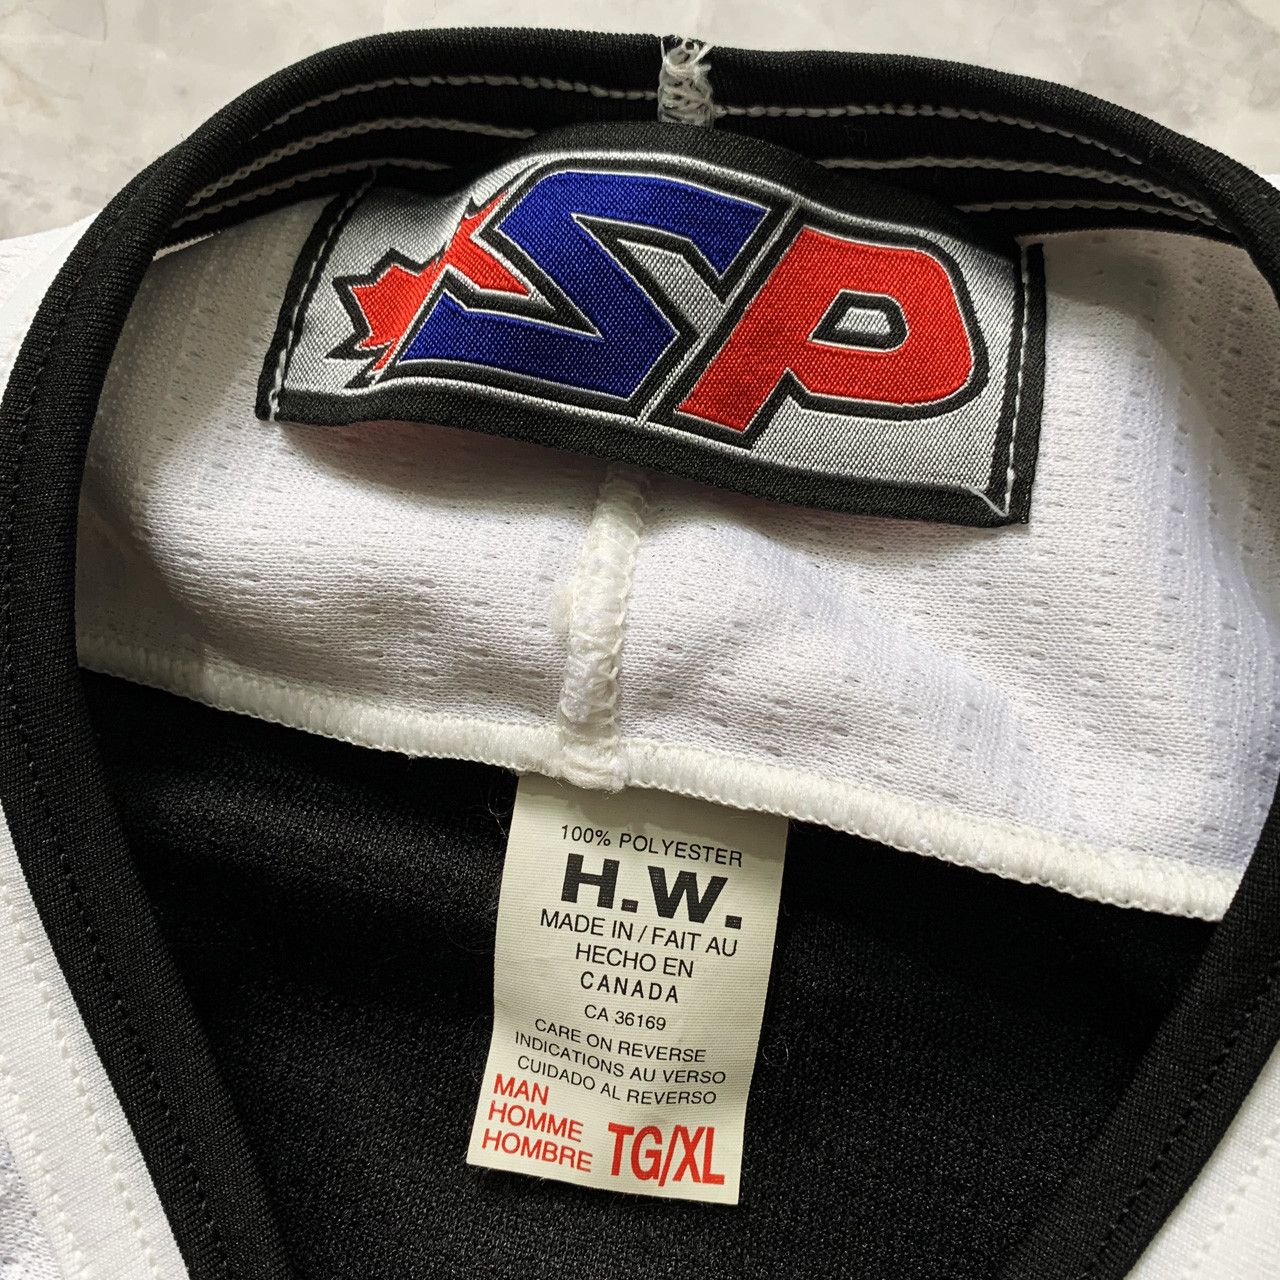 SP
100% POLYESTER
H.W.
MADE IN / FAIT AU
HECHO EN
CANADA
CA 36169
CARE ON REVERSE
INDICATIONS AU VERSO
CUIDADO AL REVERSO
MAN
HOMME
HOMBRE TG/XL